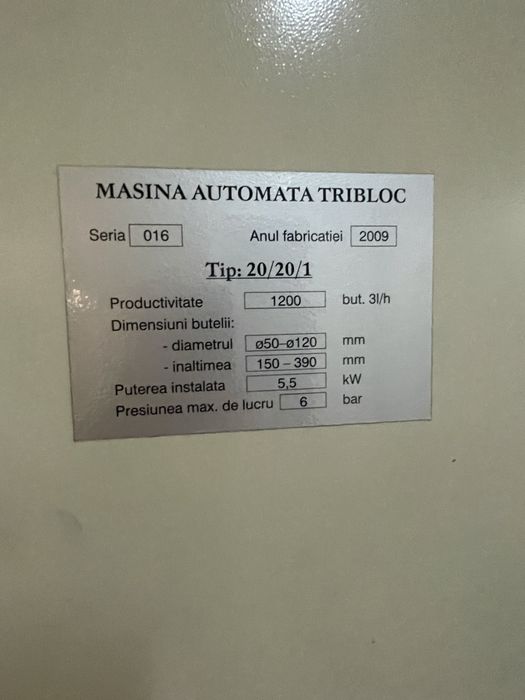 MASINA AUTOMATA TRIBLOC
Seria 016 Anul fabricatiei 2009
Tip: 20/20/1
Productivitate 1200 but. 3l/h
Dimensiuni butelii:
- diametrul ø50-ø120 mm
- inaltimea 150 – 390 mm
Puterea instalata 5,5 kW
Presiunea max. de lucru 6 bar